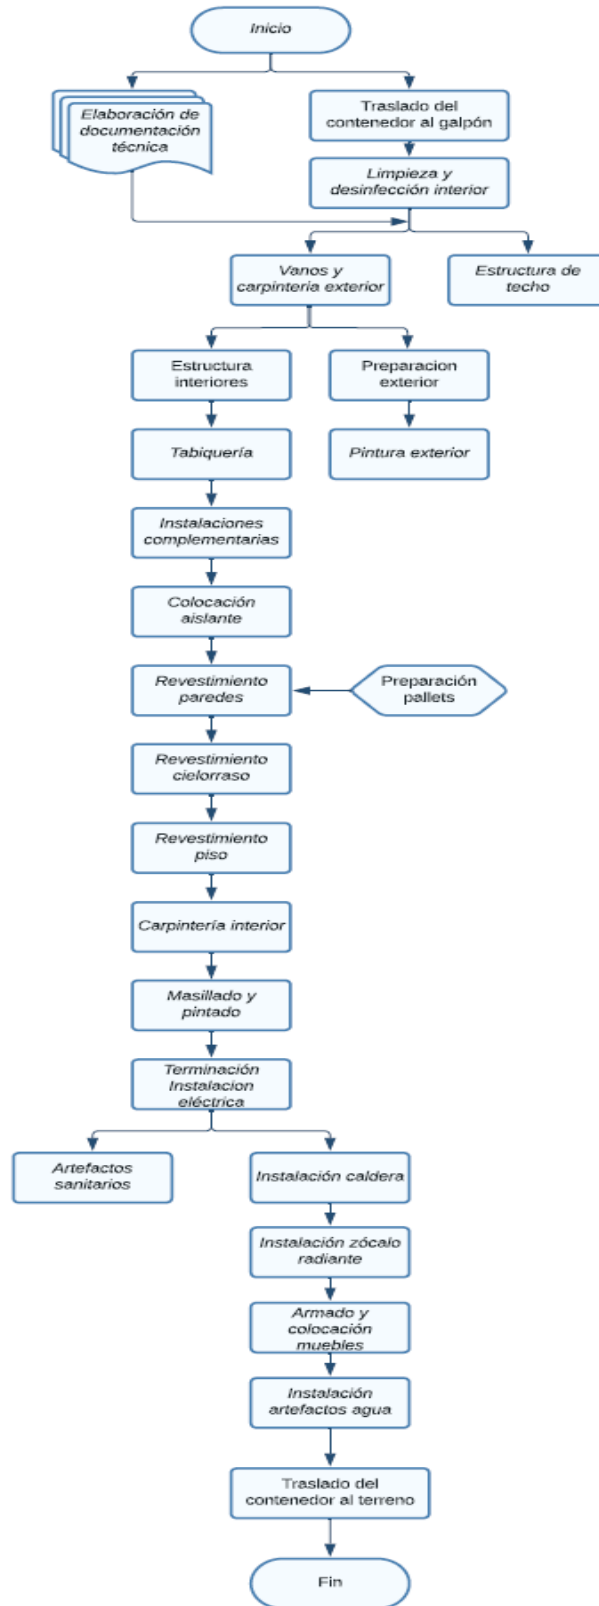 Inicio
Elaboración de
documentación
técnica
Traslado del
contenedor al galpón
Limpieza y
desinfección interior
Vanos y
carpintería exterior
Estructura de
techo
Estructura
interiores
Preparacion
exterior
Tabiquería
Pintura exterior
Instalaciones
complementarias
Colocación
aislante
Revestimiento
paredes
Preparación
pallets
Revestimiento
cielorraso
Revestimiento
piso
Carpintería interior
Masillado y
pintado
Terminación
Instalacion
eléctrica
Artefactos
sanitarios
Instalación caldera
Instalación zócalo
radiante
Armado y
colocación
muebles
Instalación
artefactos agua
Traslado del
contenedor al terreno
Fin